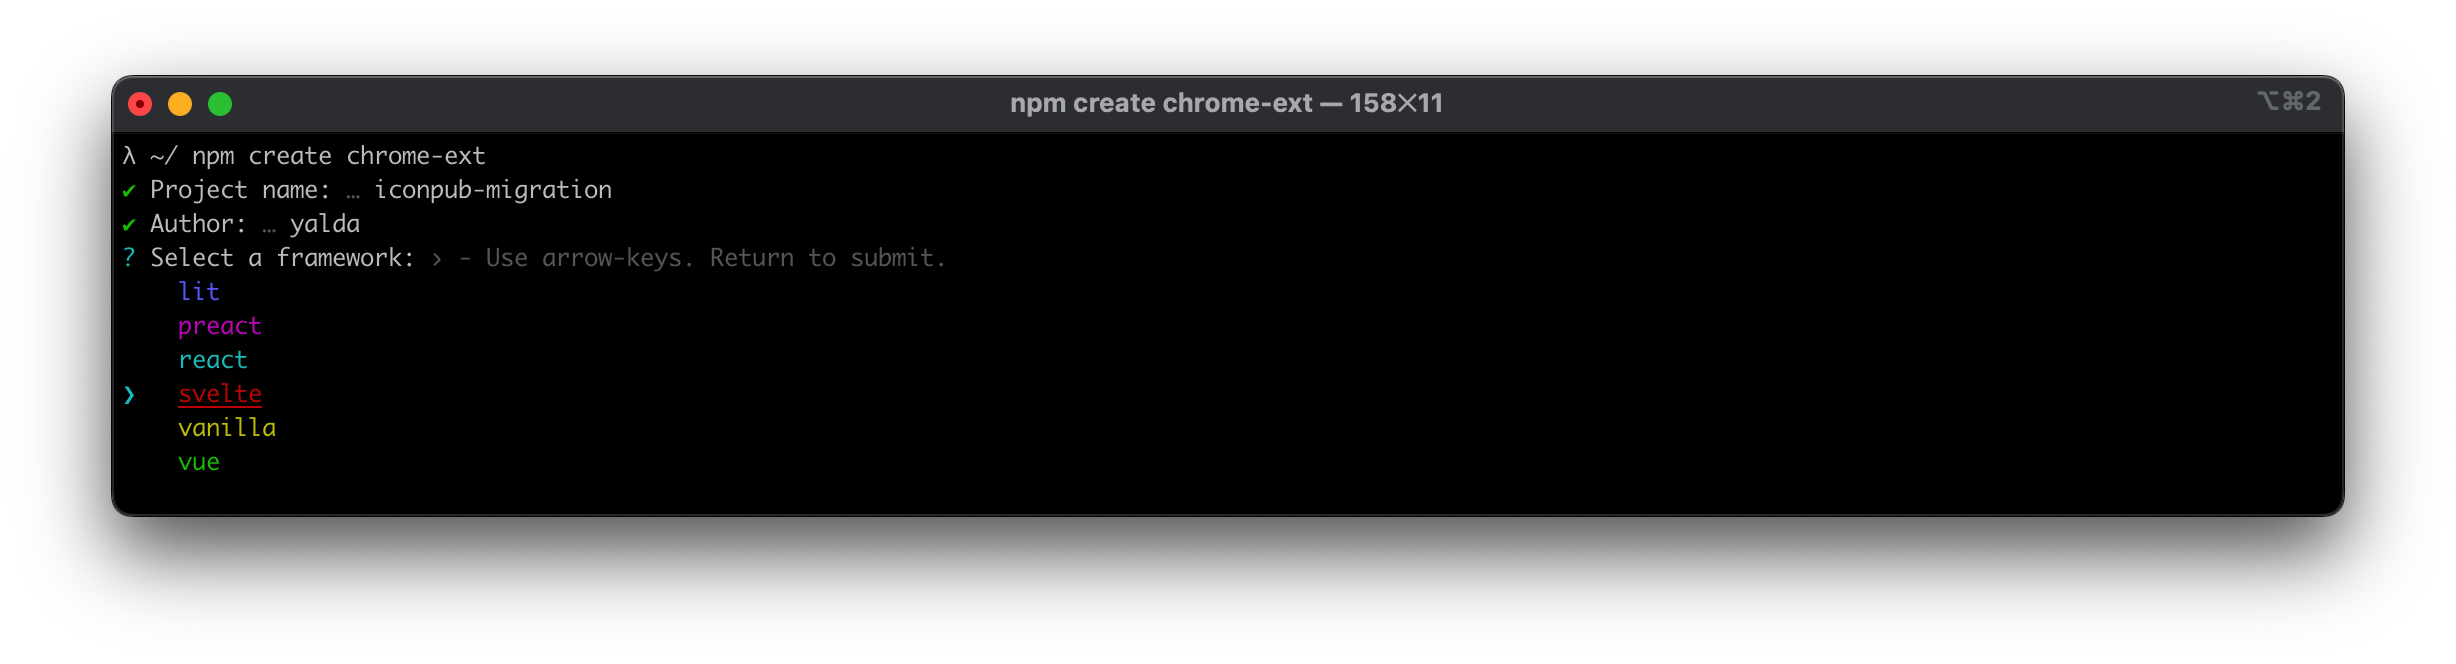 npm create chrome-ext — 158✕11
⌥⌘2
λ ~/ npm create chrome-ext
✔ Project name: … iconpub-migration
✔ Author: … yalda
? Select a framework: › - Use arrow-keys. Return to submit.
lit
preact
react
❯ svelte
vanilla
vue